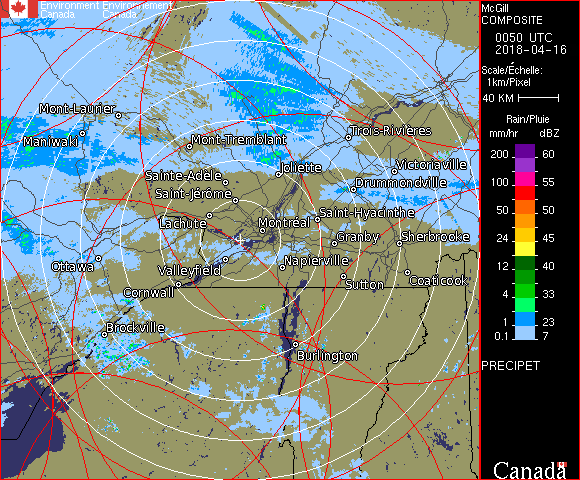 Environment Environnement
Canada Canada
McGill
COMPOSITE
0050 UTC
2018-04-16
Scale/Échelle:
1km/Pixel
40 KM
Rain/Pluie
mm/hr dBZ
200 60
100 55
50 50
24 45
12 40
8 39
4 33
1 23
0.1 7
PRECIPET
Canada
Mont-Laurier
Maniwaki
Mont-Tremblant
Trois-Rivières
Joliette
Victoriaville
Sainte-Adèle
Drummondville
Saint-Jérôme
Lachute
Saint-Hyacinthe
Montréal
Granby
Sherbrooke
Ottawa
Valleyfield
Napierville
Cornwall
Sutton
Coaticook
Brockville
Burlington